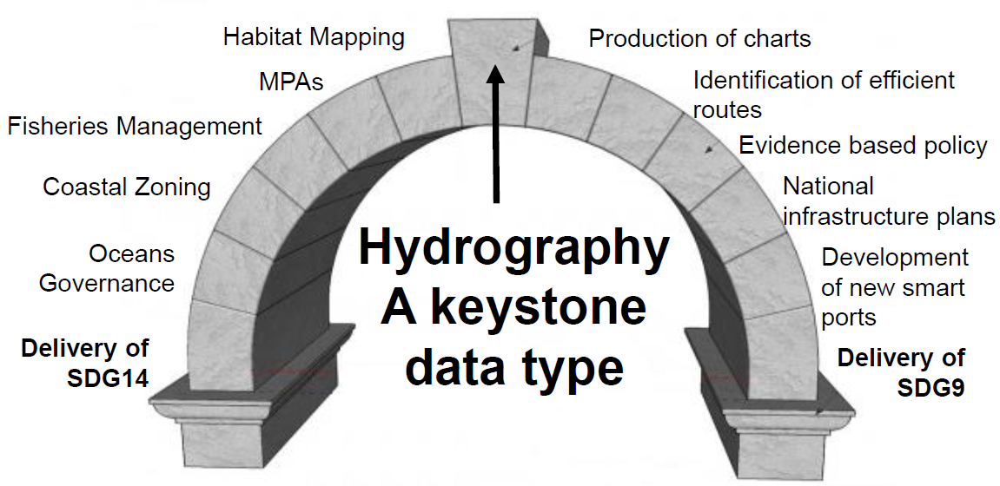 Habitat Mapping
MPAs
Fisheries Management
Coastal Zoning
Oceans
Governance
Delivery of
SDG14
Hydrography
A keystone
data type
Production of charts
Identification of efficient
routes
Evidence based policy
National
infrastructure plans
Development
of new smart
ports
Delivery of
SDG9